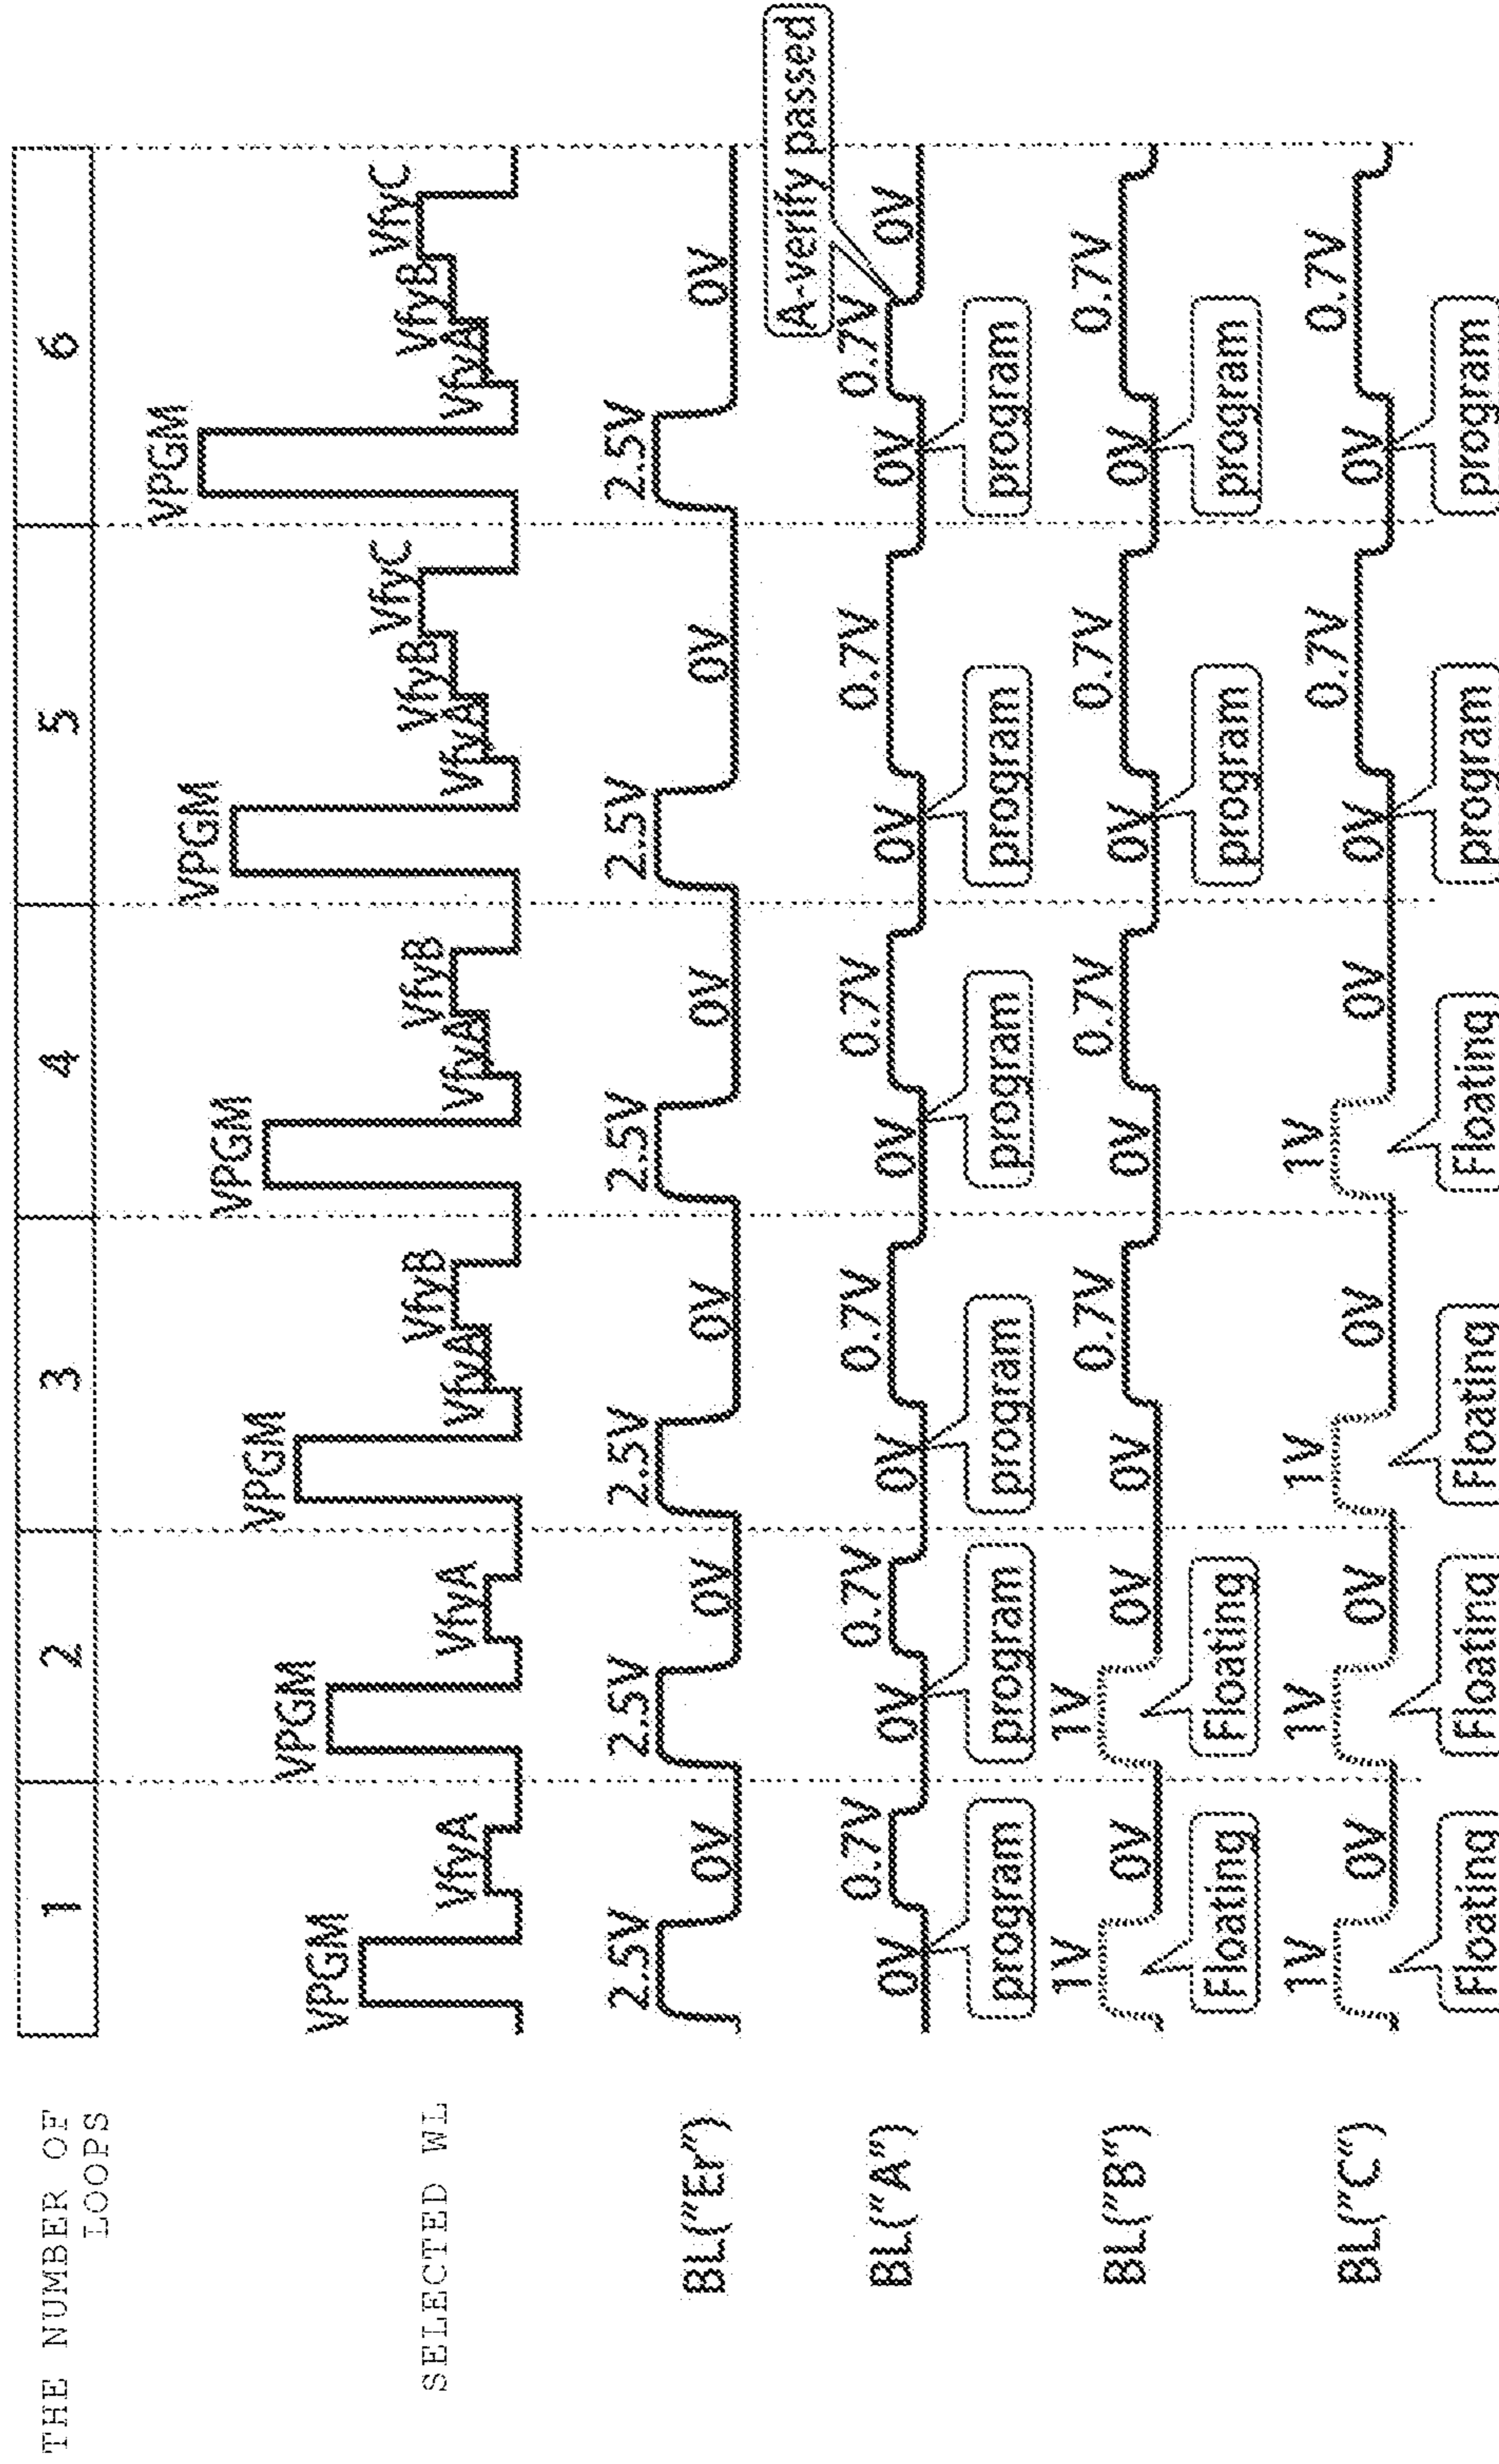 THE NUMBER OF LOOPS 1 2 3 4 5 6
SELECTED WL
VPGM VfyA VPGM VfyA VPGM VfyA VfyB VPGM VfyA VfyB VPGM VfyA VfyB VfyC VPGM VfyA VfyB VfyC
BL("Er") 2.5V 0V 2.5V 0V 2.5V 0V 2.5V 0V 2.5V 0V 2.5V 0V
A-verify passed
BL("A") 0V 0.7V 0V 0.7V 0V 0.7V 0V 0.7V 0V 0.7V 0V 0.7V 0V
program program program program program program
BL("B") 1V 0V 1V 0V 0V 0.7V 0V 0.7V 0V 0.7V 0V 0.7V
Floating Floating program program
BL("C") 1V 0V 1V 0V 1V 0V 1V 0V 0V 0.7V 0V 0.7V
Floating Floating Floating Floating program program